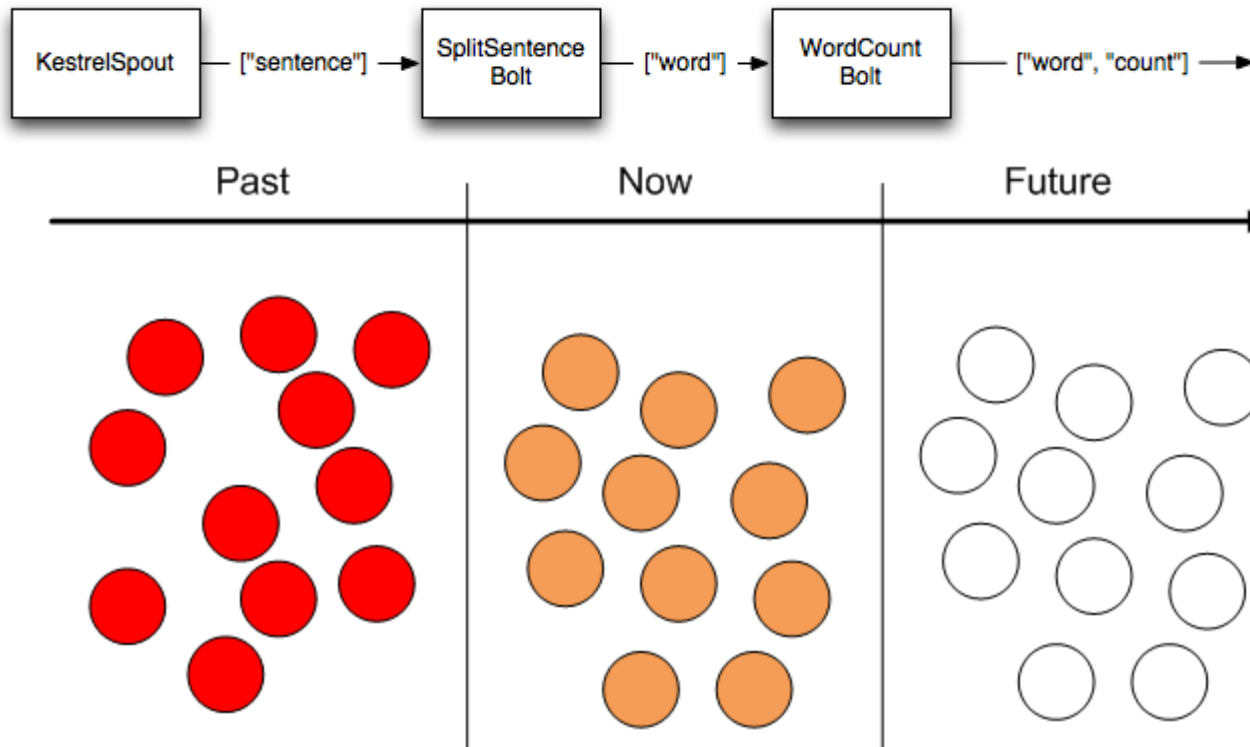 KestrelSpout
["sentence"]
SplitSentence
Bolt
["word"]
WordCount
Bolt
["word", "count"]
Past
Now
Future